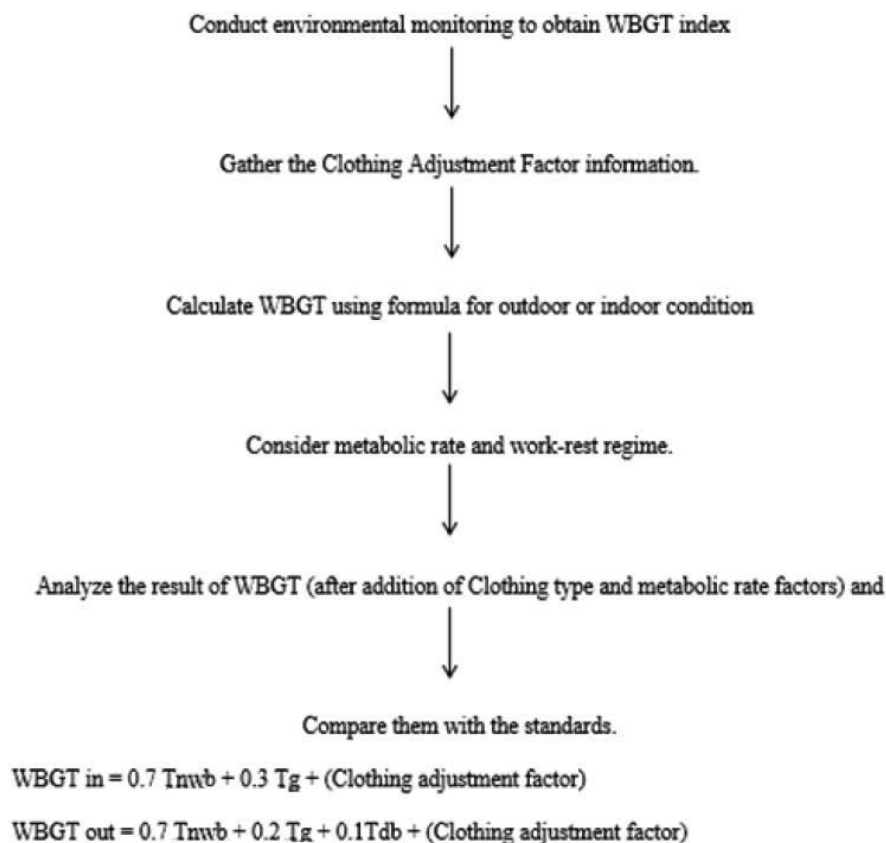 Conduct environmental monitoring to obtain WBGT index
Gather the Clothing Adjustment Factor information.
Calculate WBGT using formula for outdoor or indoor condition
Consider metabolic rate and work-rest regime.
Analyze the result of WBGT (after addition of Clothing type and metabolic rate factors) and
Compare them with the standards.
WBGT in = 0.7 Tnwb + 0.3 Tg + (Clothing adjustment factor)
WBGT out = 0.7 Tnwb + 0.2 Tg + 0.1Tdb + (Clothing adjustment factor)